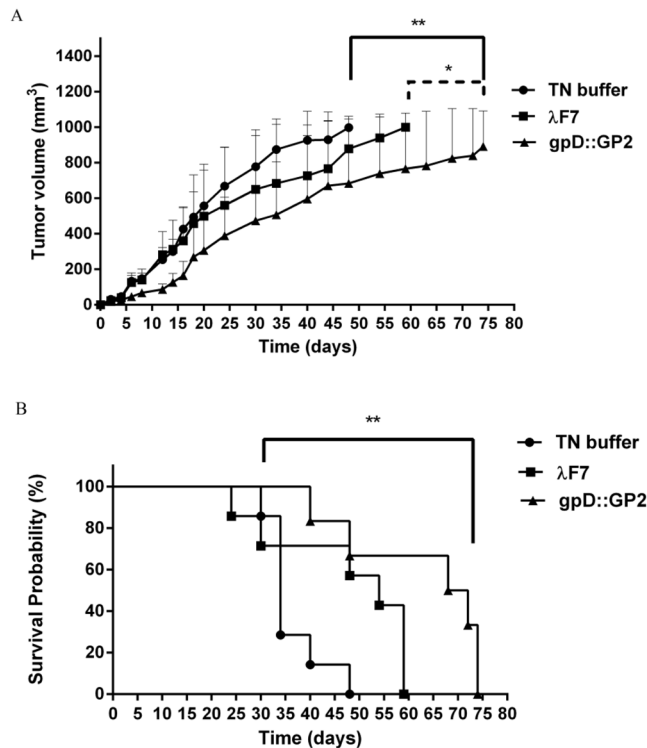 A
**
*
Tumor volume (mm3)
1400
1200
1000
800
600
400
200
0
0 5 10 15 20 25 30 35 40 45 50 55 60 65 70 75 80
Time (days)
TN buffer
λF7
gpD::GP2
B
**
Survival Probability (%)
100
80
60
40
20
0
0 5 10 15 20 25 30 35 40 45 50 55 60 65 70 75 80
Time (days)
TN buffer
λF7
gpD::GP2